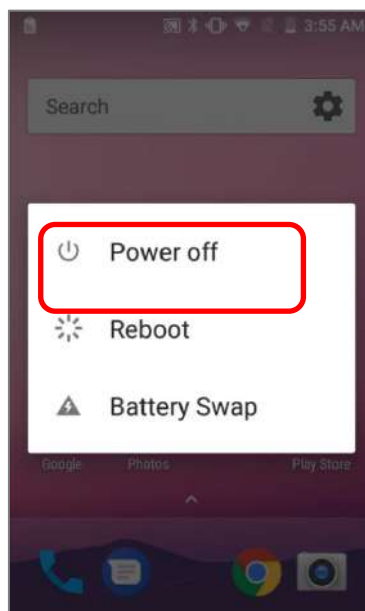 3:55 AM
Search
Power off
Reboot
Battery Swap
Google Photos Play Store